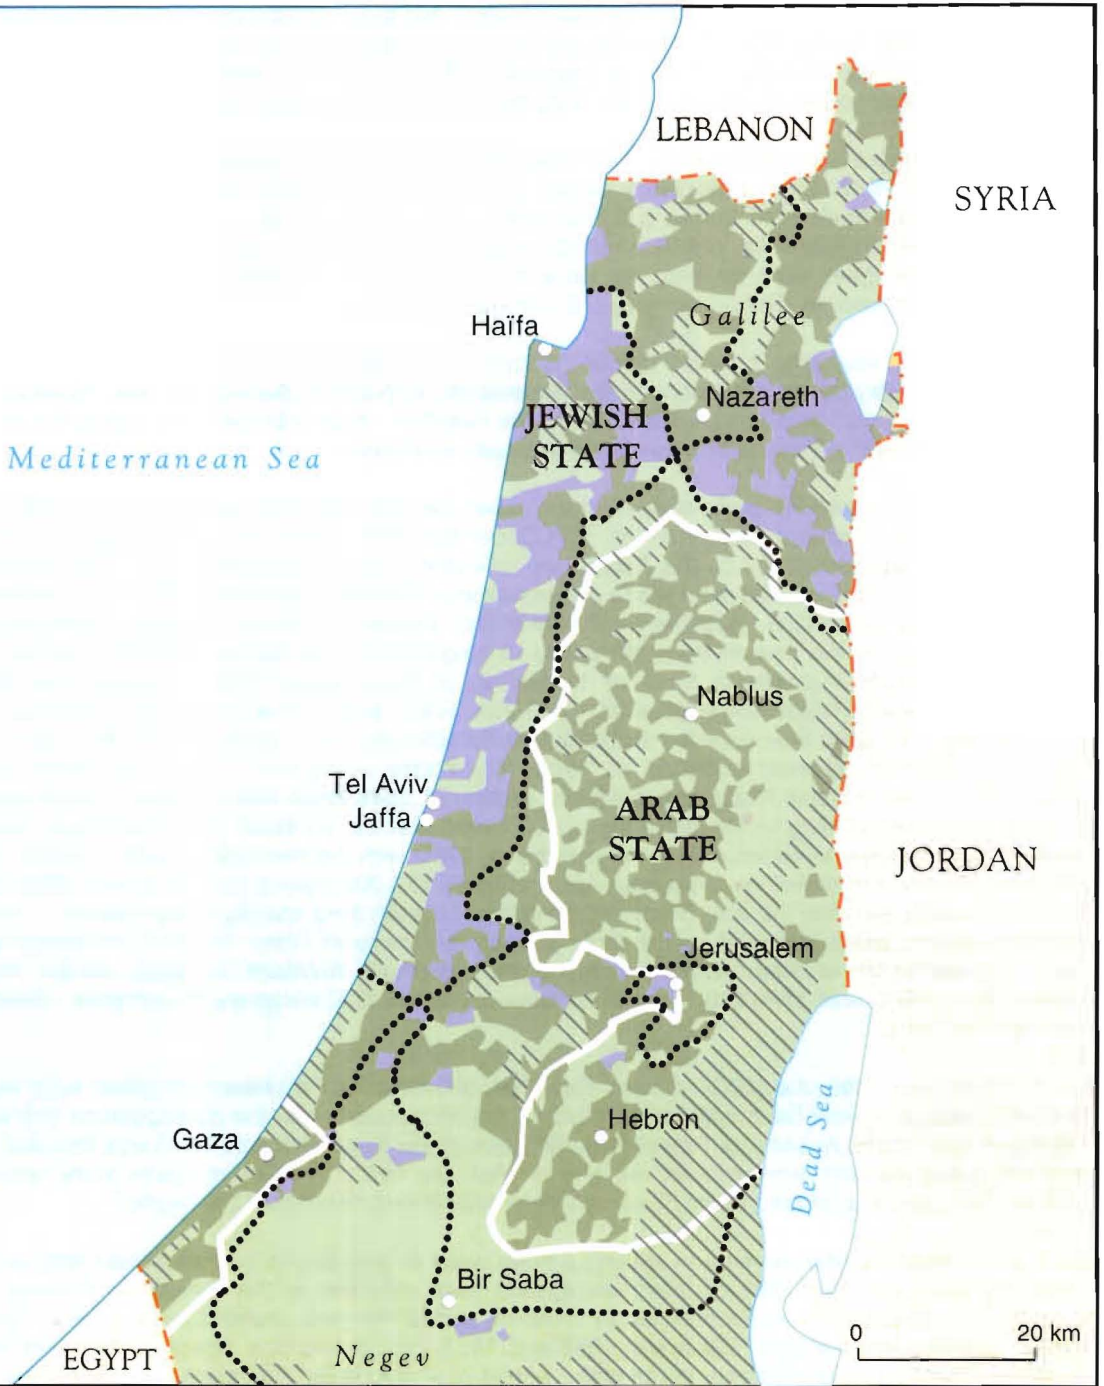 LEBANON
SYRIA
Galilee
Haïfa
Nazareth
JEWISH
STATE
Mediterranean Sea
Nablus
Tel Aviv
Jaffa
ARAB
STATE
JORDAN
Jerusalem
Dead Sea
Hebron
Gaza
Bir Saba
0 20 km
EGYPT
Negev